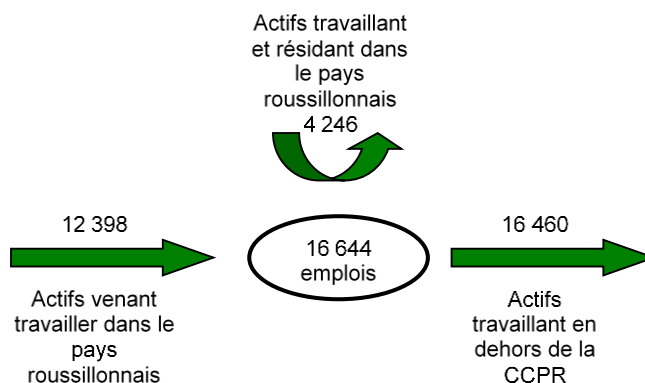 Actifs travaillant
et résidant dans
le pays
roussillonnais
4 246
12 398
Actifs venant
travailler dans le
pays
roussillonnais
16 644
emplois
16 460
Actifs
travaillant en
dehors de la
CCPR